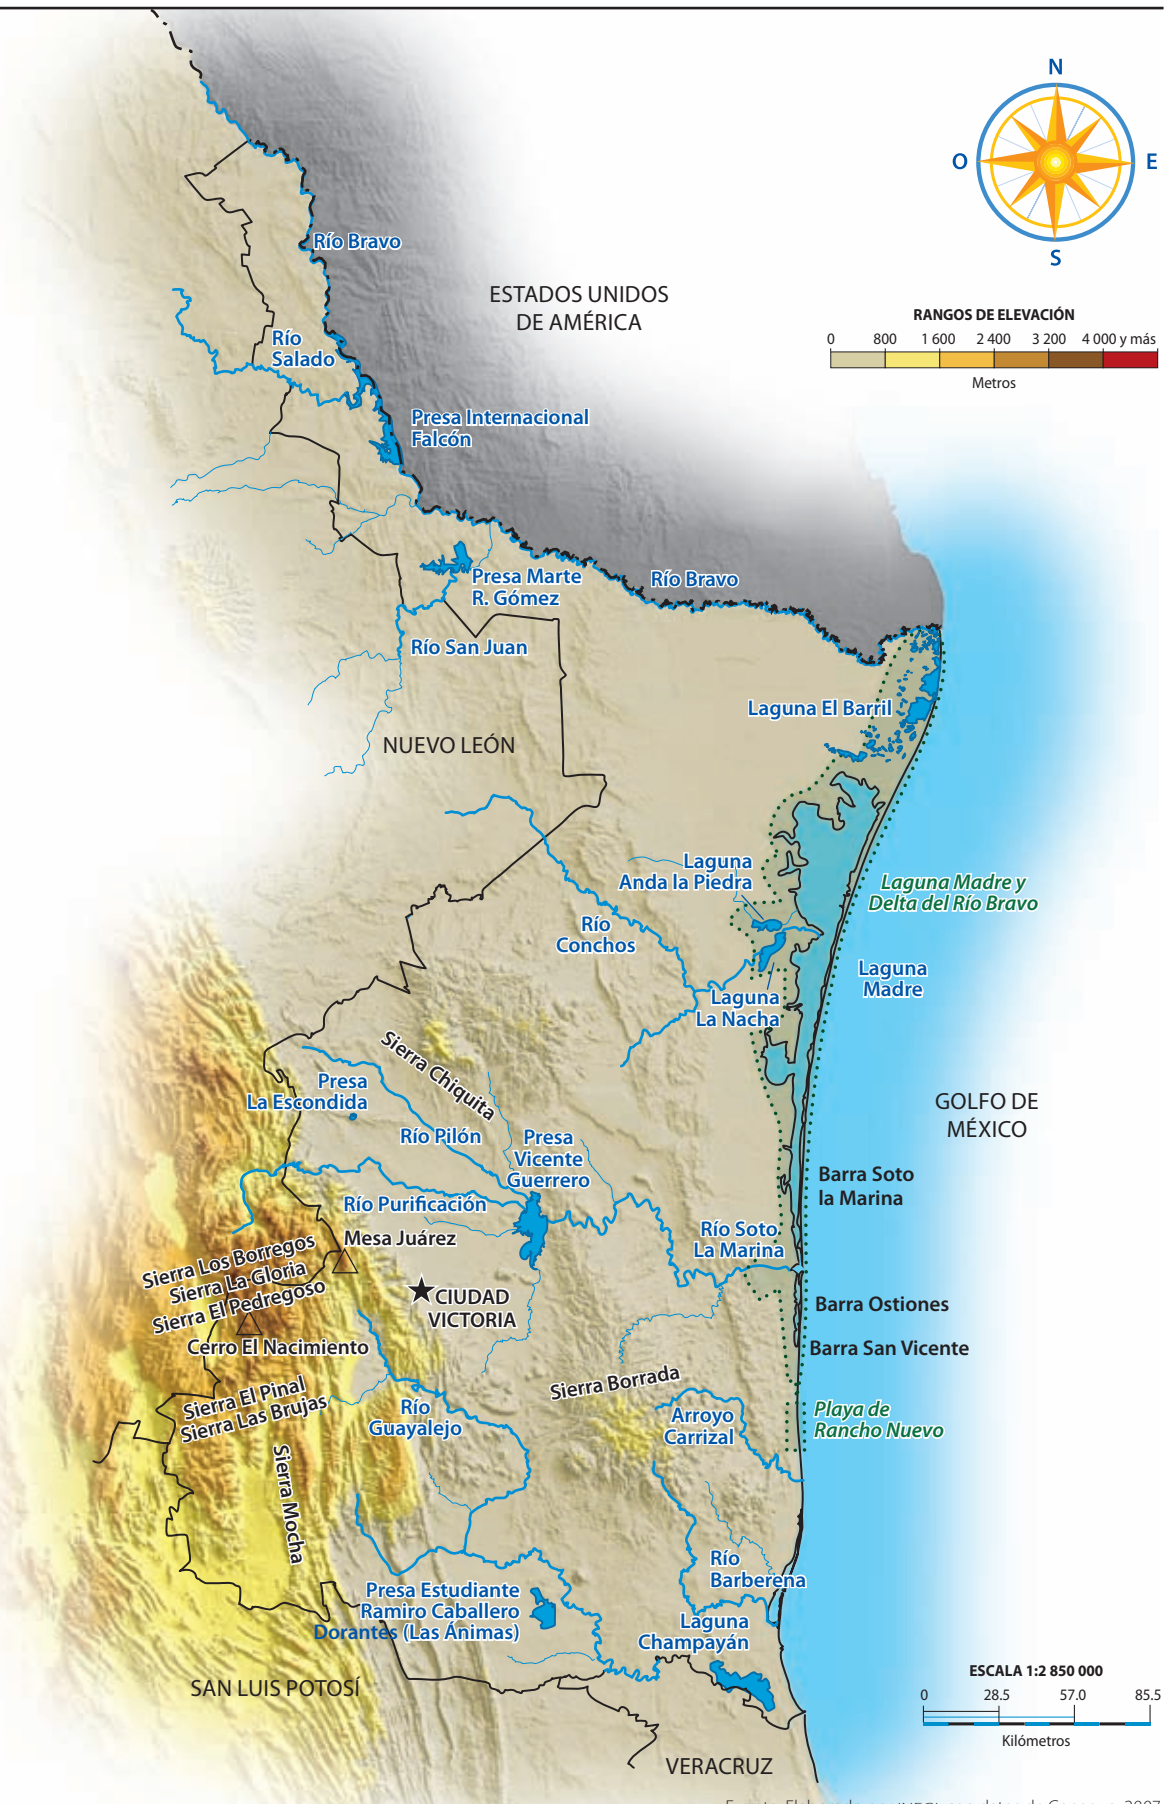 N
O
E
S
Río Bravo
ESTADOS UNIDOS
DE AMÉRICA
RANGOS DE ELEVACIÓN
0 800 1 600 2 400 3 200 4 000 y más
Metros
Río
Salado
Presa Internacional
Falcón
Presa Marte
R. Gómez
Río Bravo
Río San Juan
Laguna El Barril
NUEVO LEÓN
Laguna
Anda la Piedra
Laguna Madre y
Delta del Río Bravo
Río
Conchos
Laguna
Madre
Laguna
La Nacha
Sierra Chiquita
Presa
La Escondida
GOLFO DE
MÉXICO
Río Pilón
Presa
Vicente
Guerrero
Barra Soto
la Marina
Río Purificación
Mesa Juárez
Río Soto
La Marina
Sierra Los Borregos
Sierra La Gloria
Sierra El Pedregoso
CIUDAD
VICTORIA
Barra Ostiones
Cerro El Nacimiento
Barra San Vicente
Sierra El Pinal
Sierra Las Brujas
Sierra Borrada
Río
Guayalejo
Arroyo
Carrizal
Playa de
Rancho Nuevo
Sierra Mocha
Río
Barberena
Presa Estudiante
Ramiro Caballero
Dorantes (Las Ánimas)
Laguna
Champayán
SAN LUIS POTOSÍ
ESCALA 1:2 850 000
0 28.5 57.0 85.5
Kilómetros
VERACRUZ